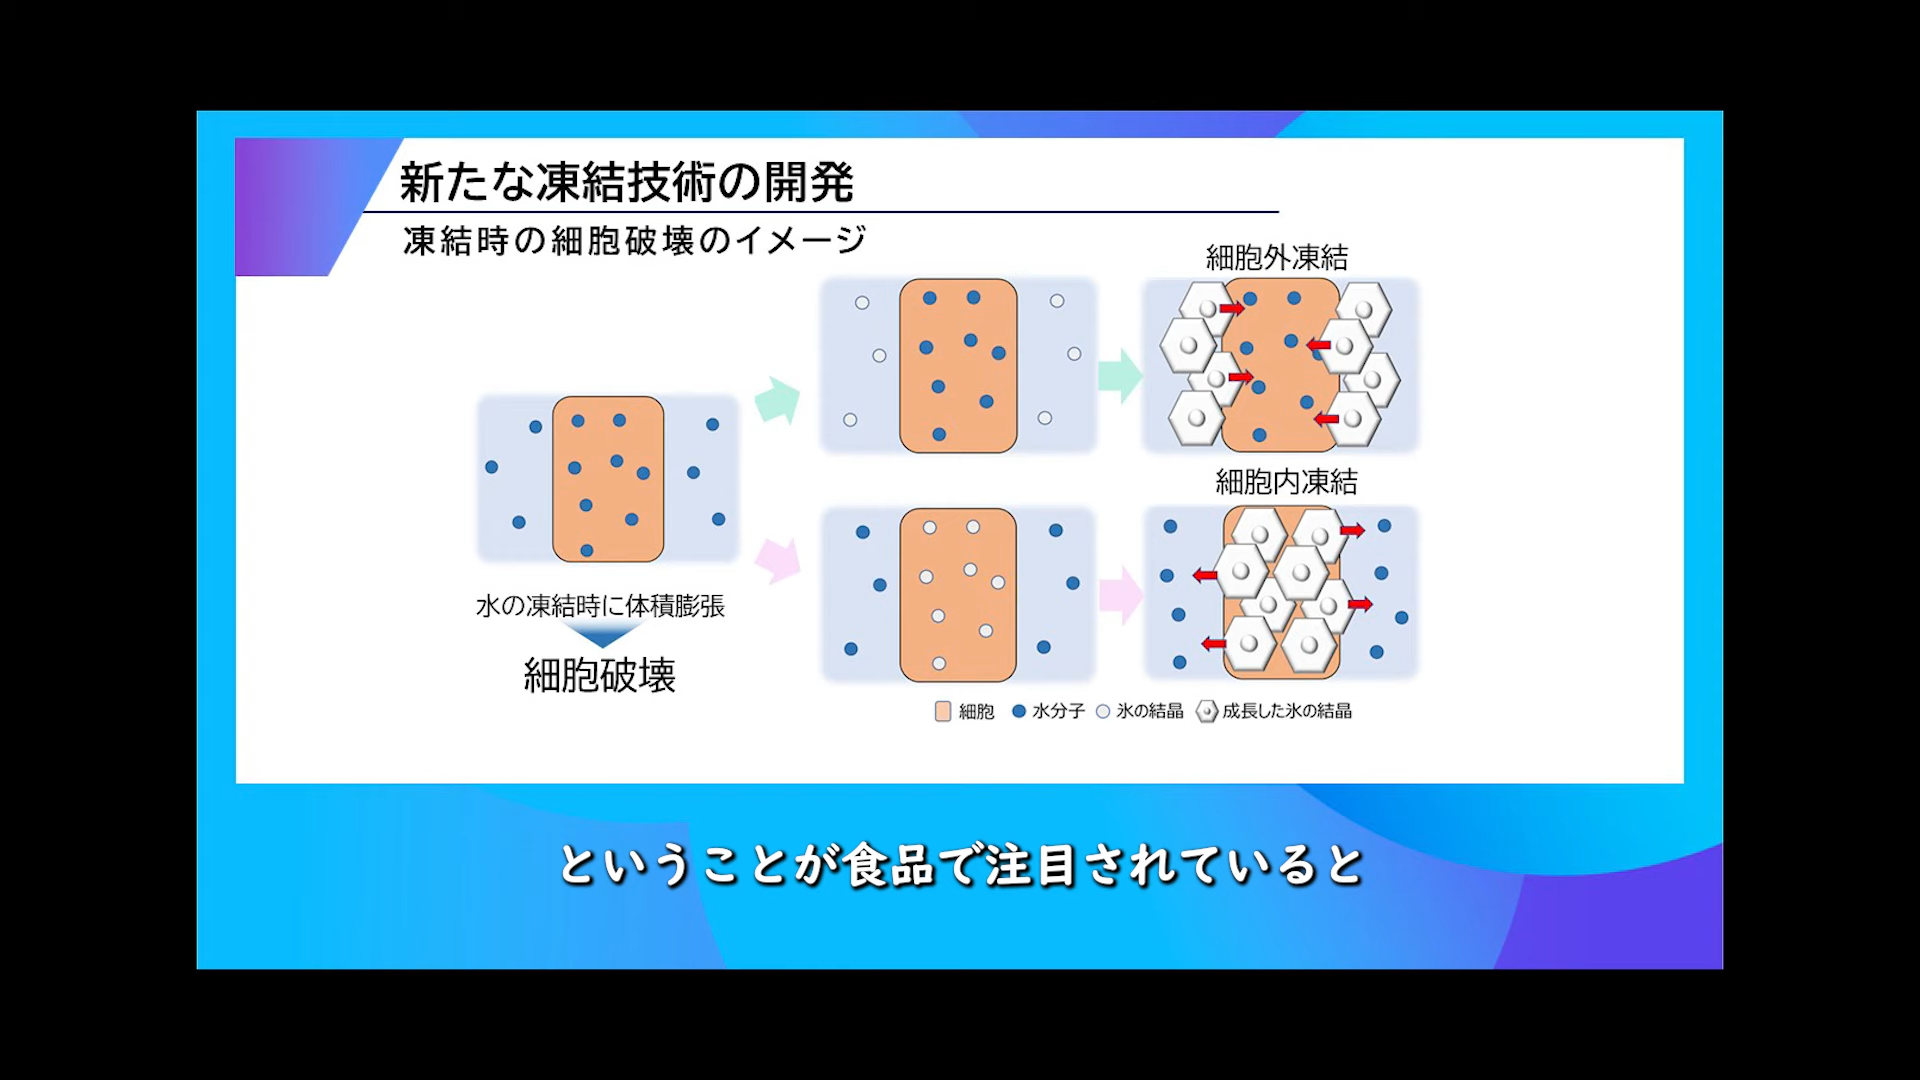 新たな凍結技術の開発
凍結時の細胞破壊のイメージ
細胞外凍結
細胞内凍結
水の凍結時に体積膨張
細胞破壊
細胞 水分子 氷の結晶 成長した氷の結晶
ということが食品で注目されていると